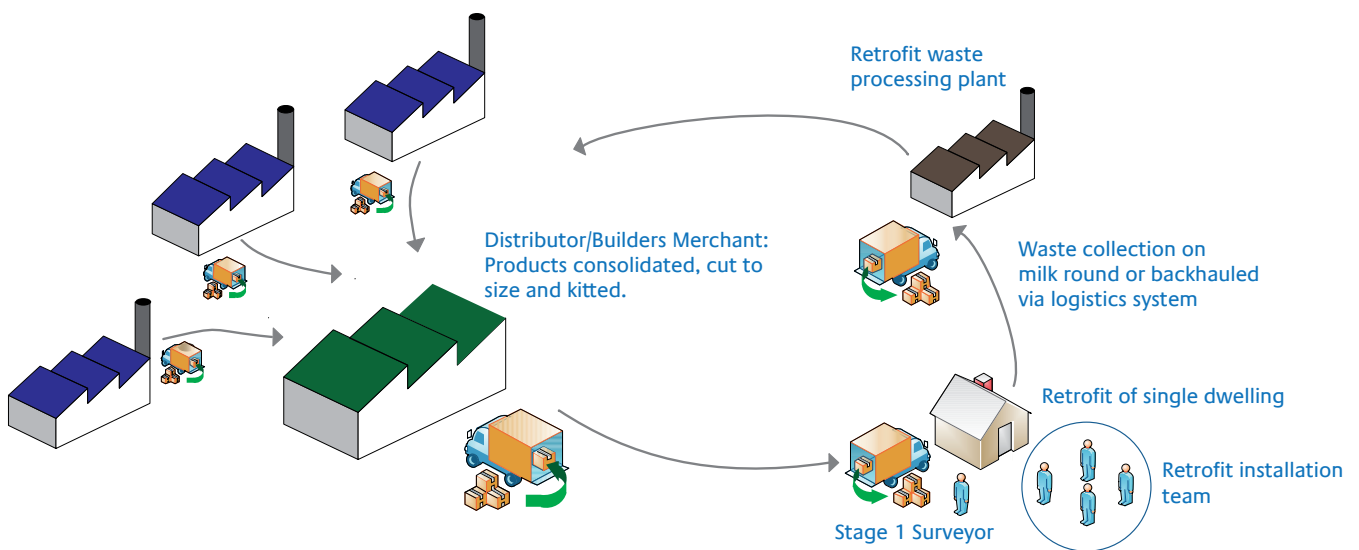 Retrofit waste
processing plant
Distributor/Builders Merchant:
Products consolidated, cut to
size and kitted.
Waste collection on
milk round or backhauled
via logistics system
Retrofit of single dwelling
Retrofit installation
team
Stage 1 Surveyor